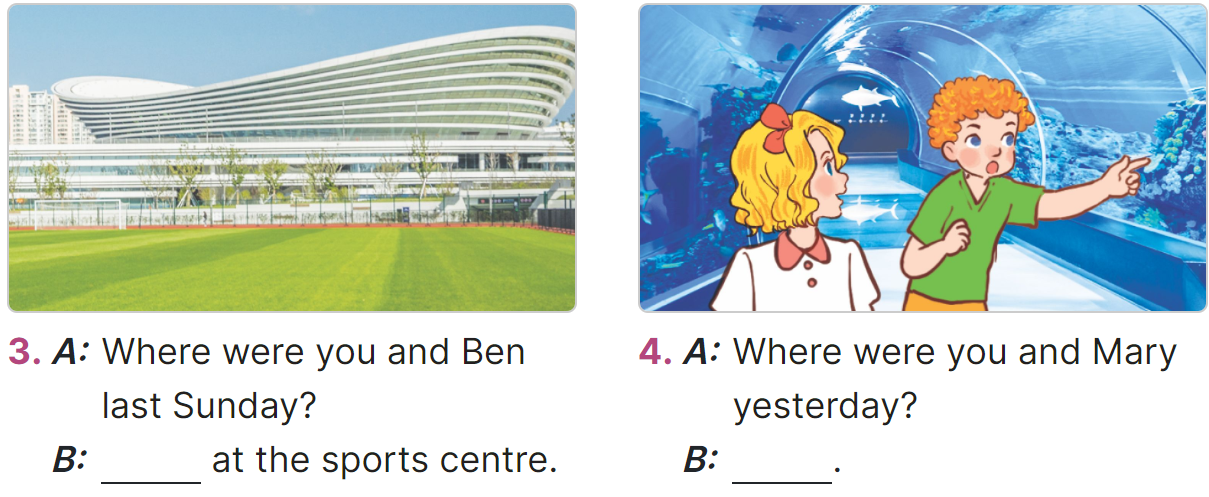 3. A: Where were you and Ben
last Sunday?
B: ______ at the sports centre.
4. A: Where were you and Mary
yesterday?
B: ______.